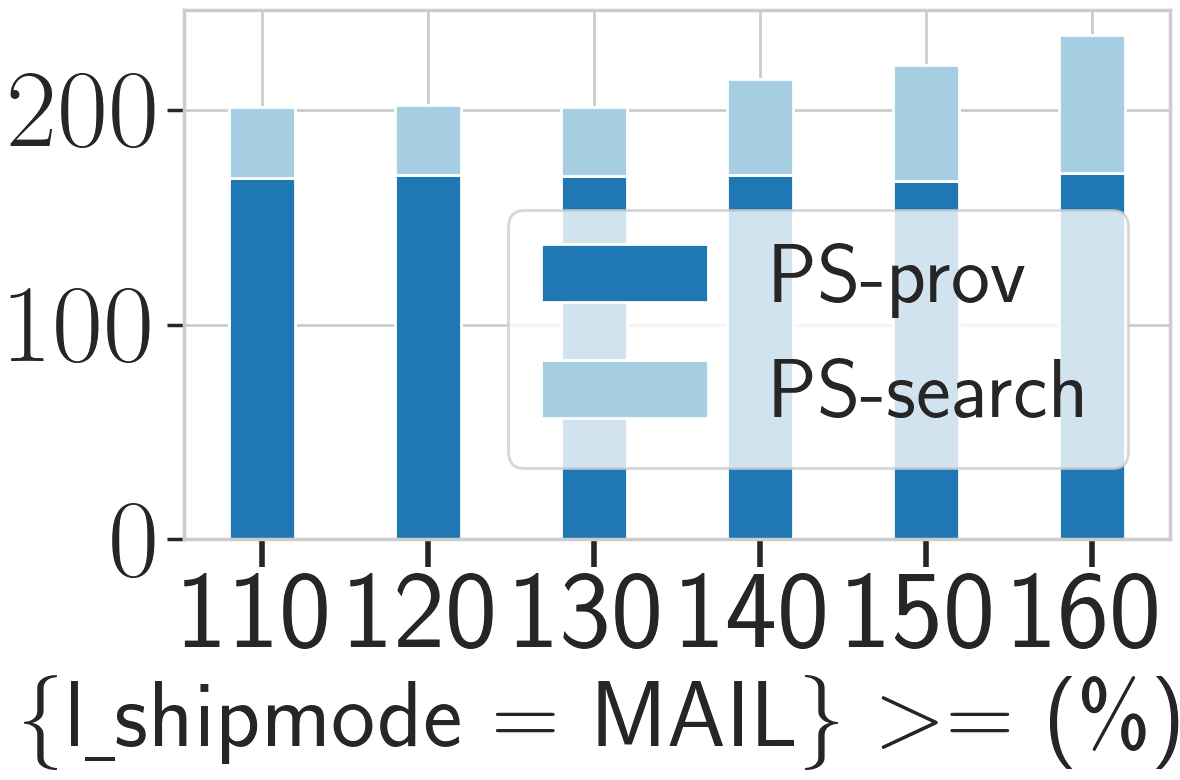 200
100
0
PS-prov
PS-search
110 120 130 140 150 160
{l_shipmode = MAIL} >= (%)